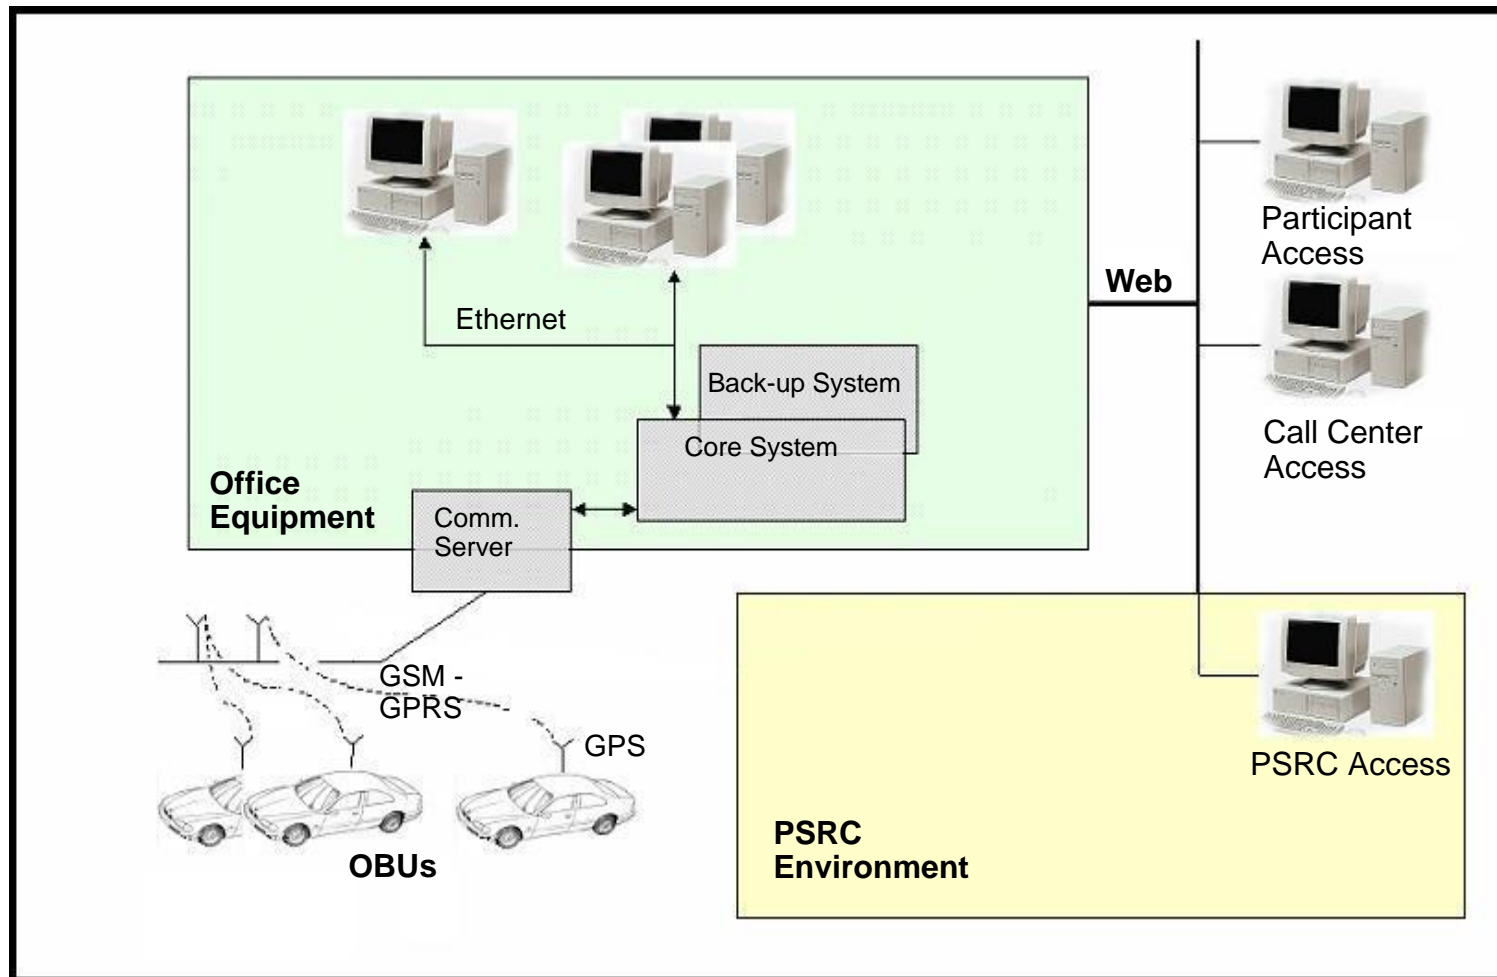 Participant
Access
Web
Ethernet
Back-up System
Core System
Call Center
Access
Office
Equipment
Comm.
Server
GSM -
GPRS
GPS
PSRC Access
OBUs
PSRC
Environment